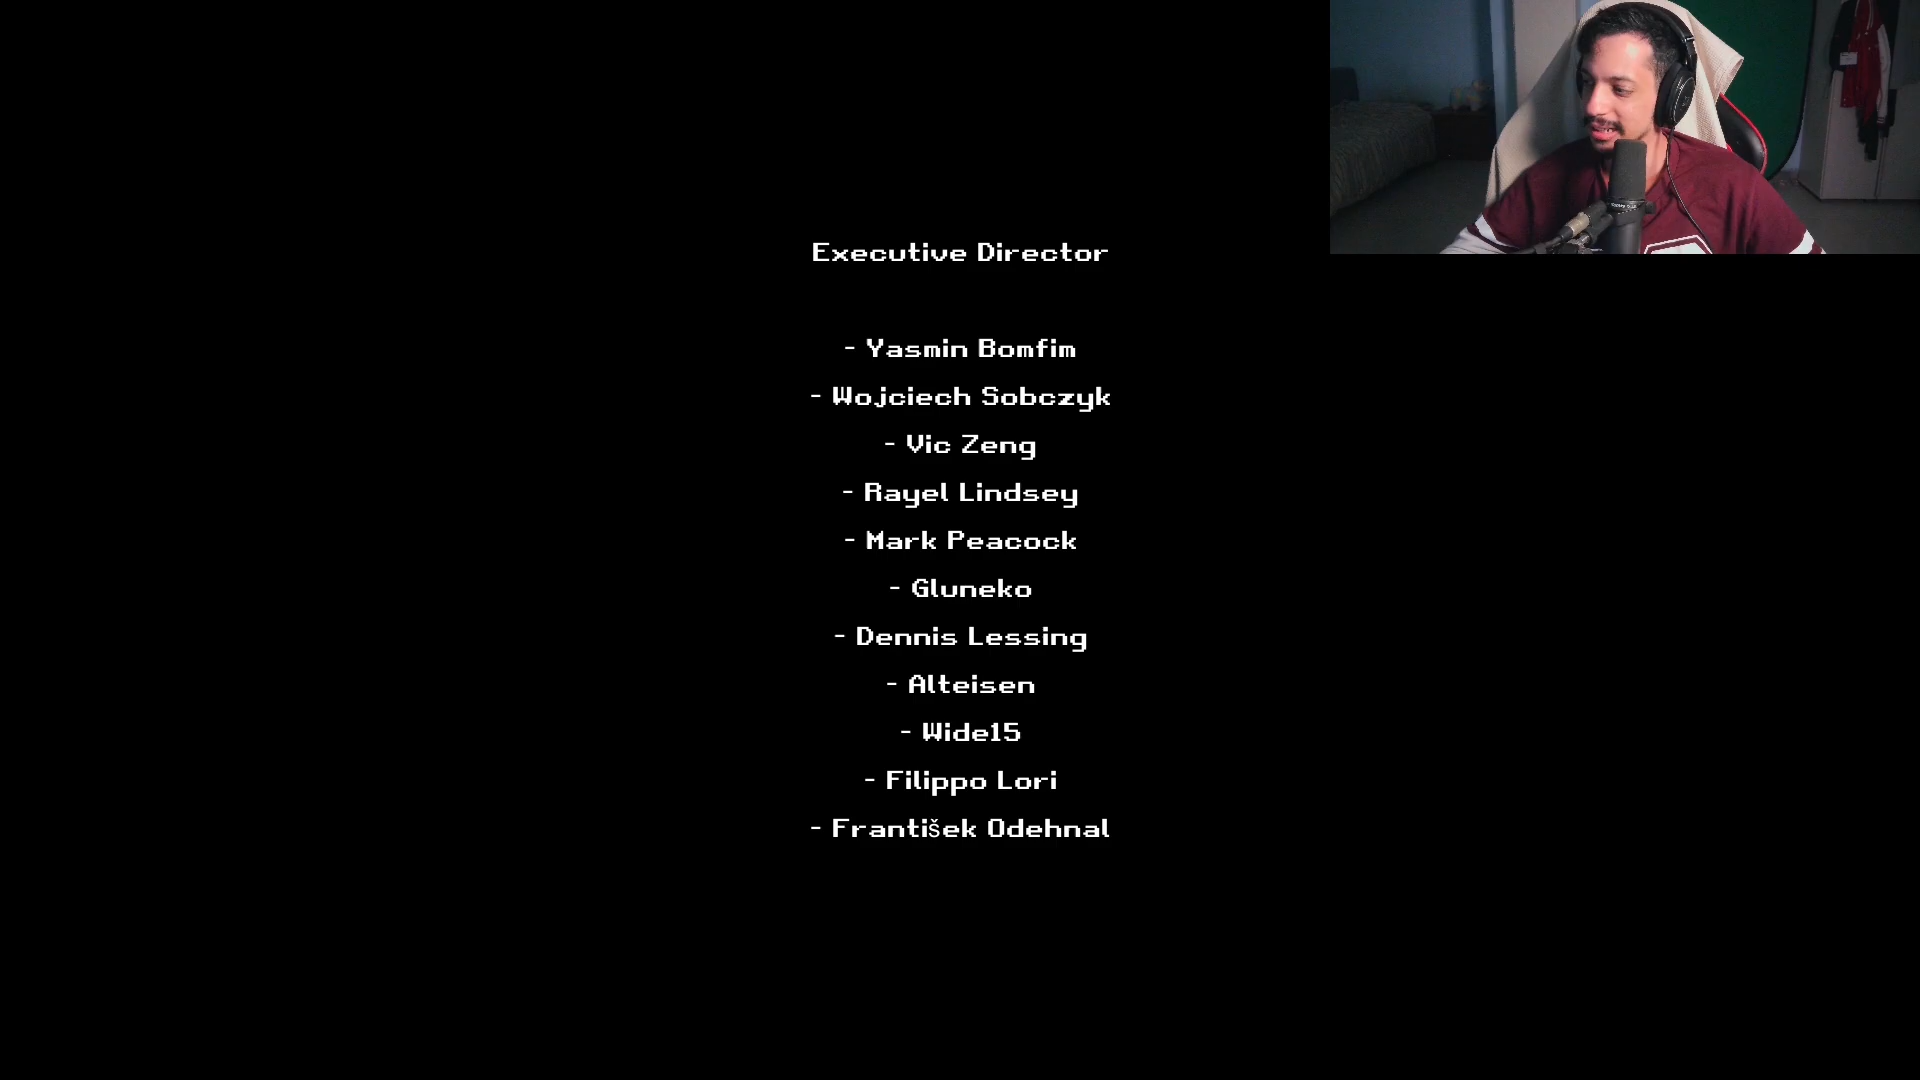 Executive Director
- Yasmin Bomfim
- Wojciech Sobczyk
- Vic Zeng
- Rayel Lindsey
- Mark Peacock
- Gluneko
- Dennis Lessing
- Alteisen
- Wide15
- Filippo Lori
- František Odehnal